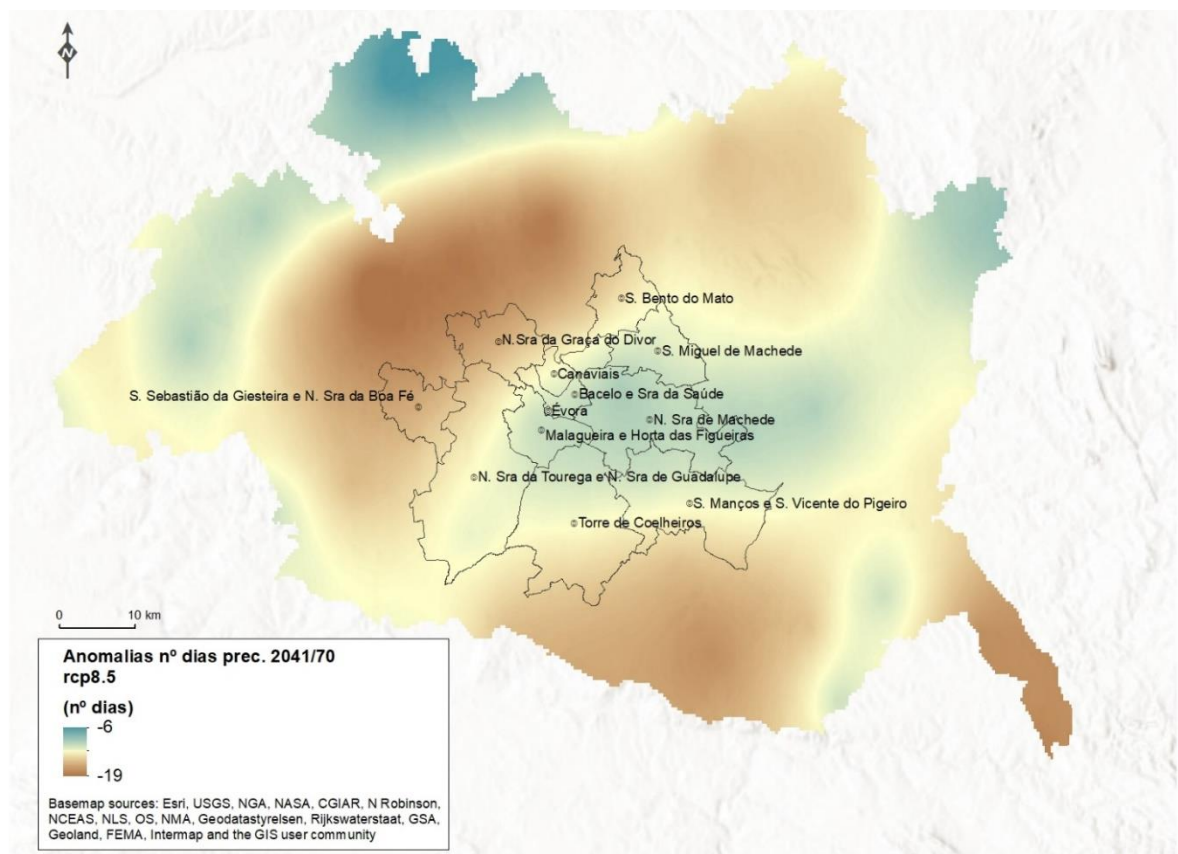 N
S. Bento do Mato
N.Sra da Graça do Divor
S. Miguel de Machede
Canaviais
S. Sebastião da Giesteira e N. Sra da Boa Fé
Bacelo e Sra da Saúde
Évora
N. Sra de Machede
Malagueira e Horta das Figueiras
N. Sra da Tourega e N. Sra de Guadalupe
S. Manços e S. Vicente do Pigeiro
Torre de Coelheiros
0 10 km
Anomalias nº dias prec. 2041/70
rcp8.5
(nº dias)
-6
-19
Basemap sources: Esri, USGS, NGA, NASA, CGIAR, N Robinson,
NCEAS, NLS, OS, NMA, Geodatastyrelsen, Rijkswaterstaat, GSA,
Geoland, FEMA, Intermap and the GIS user community